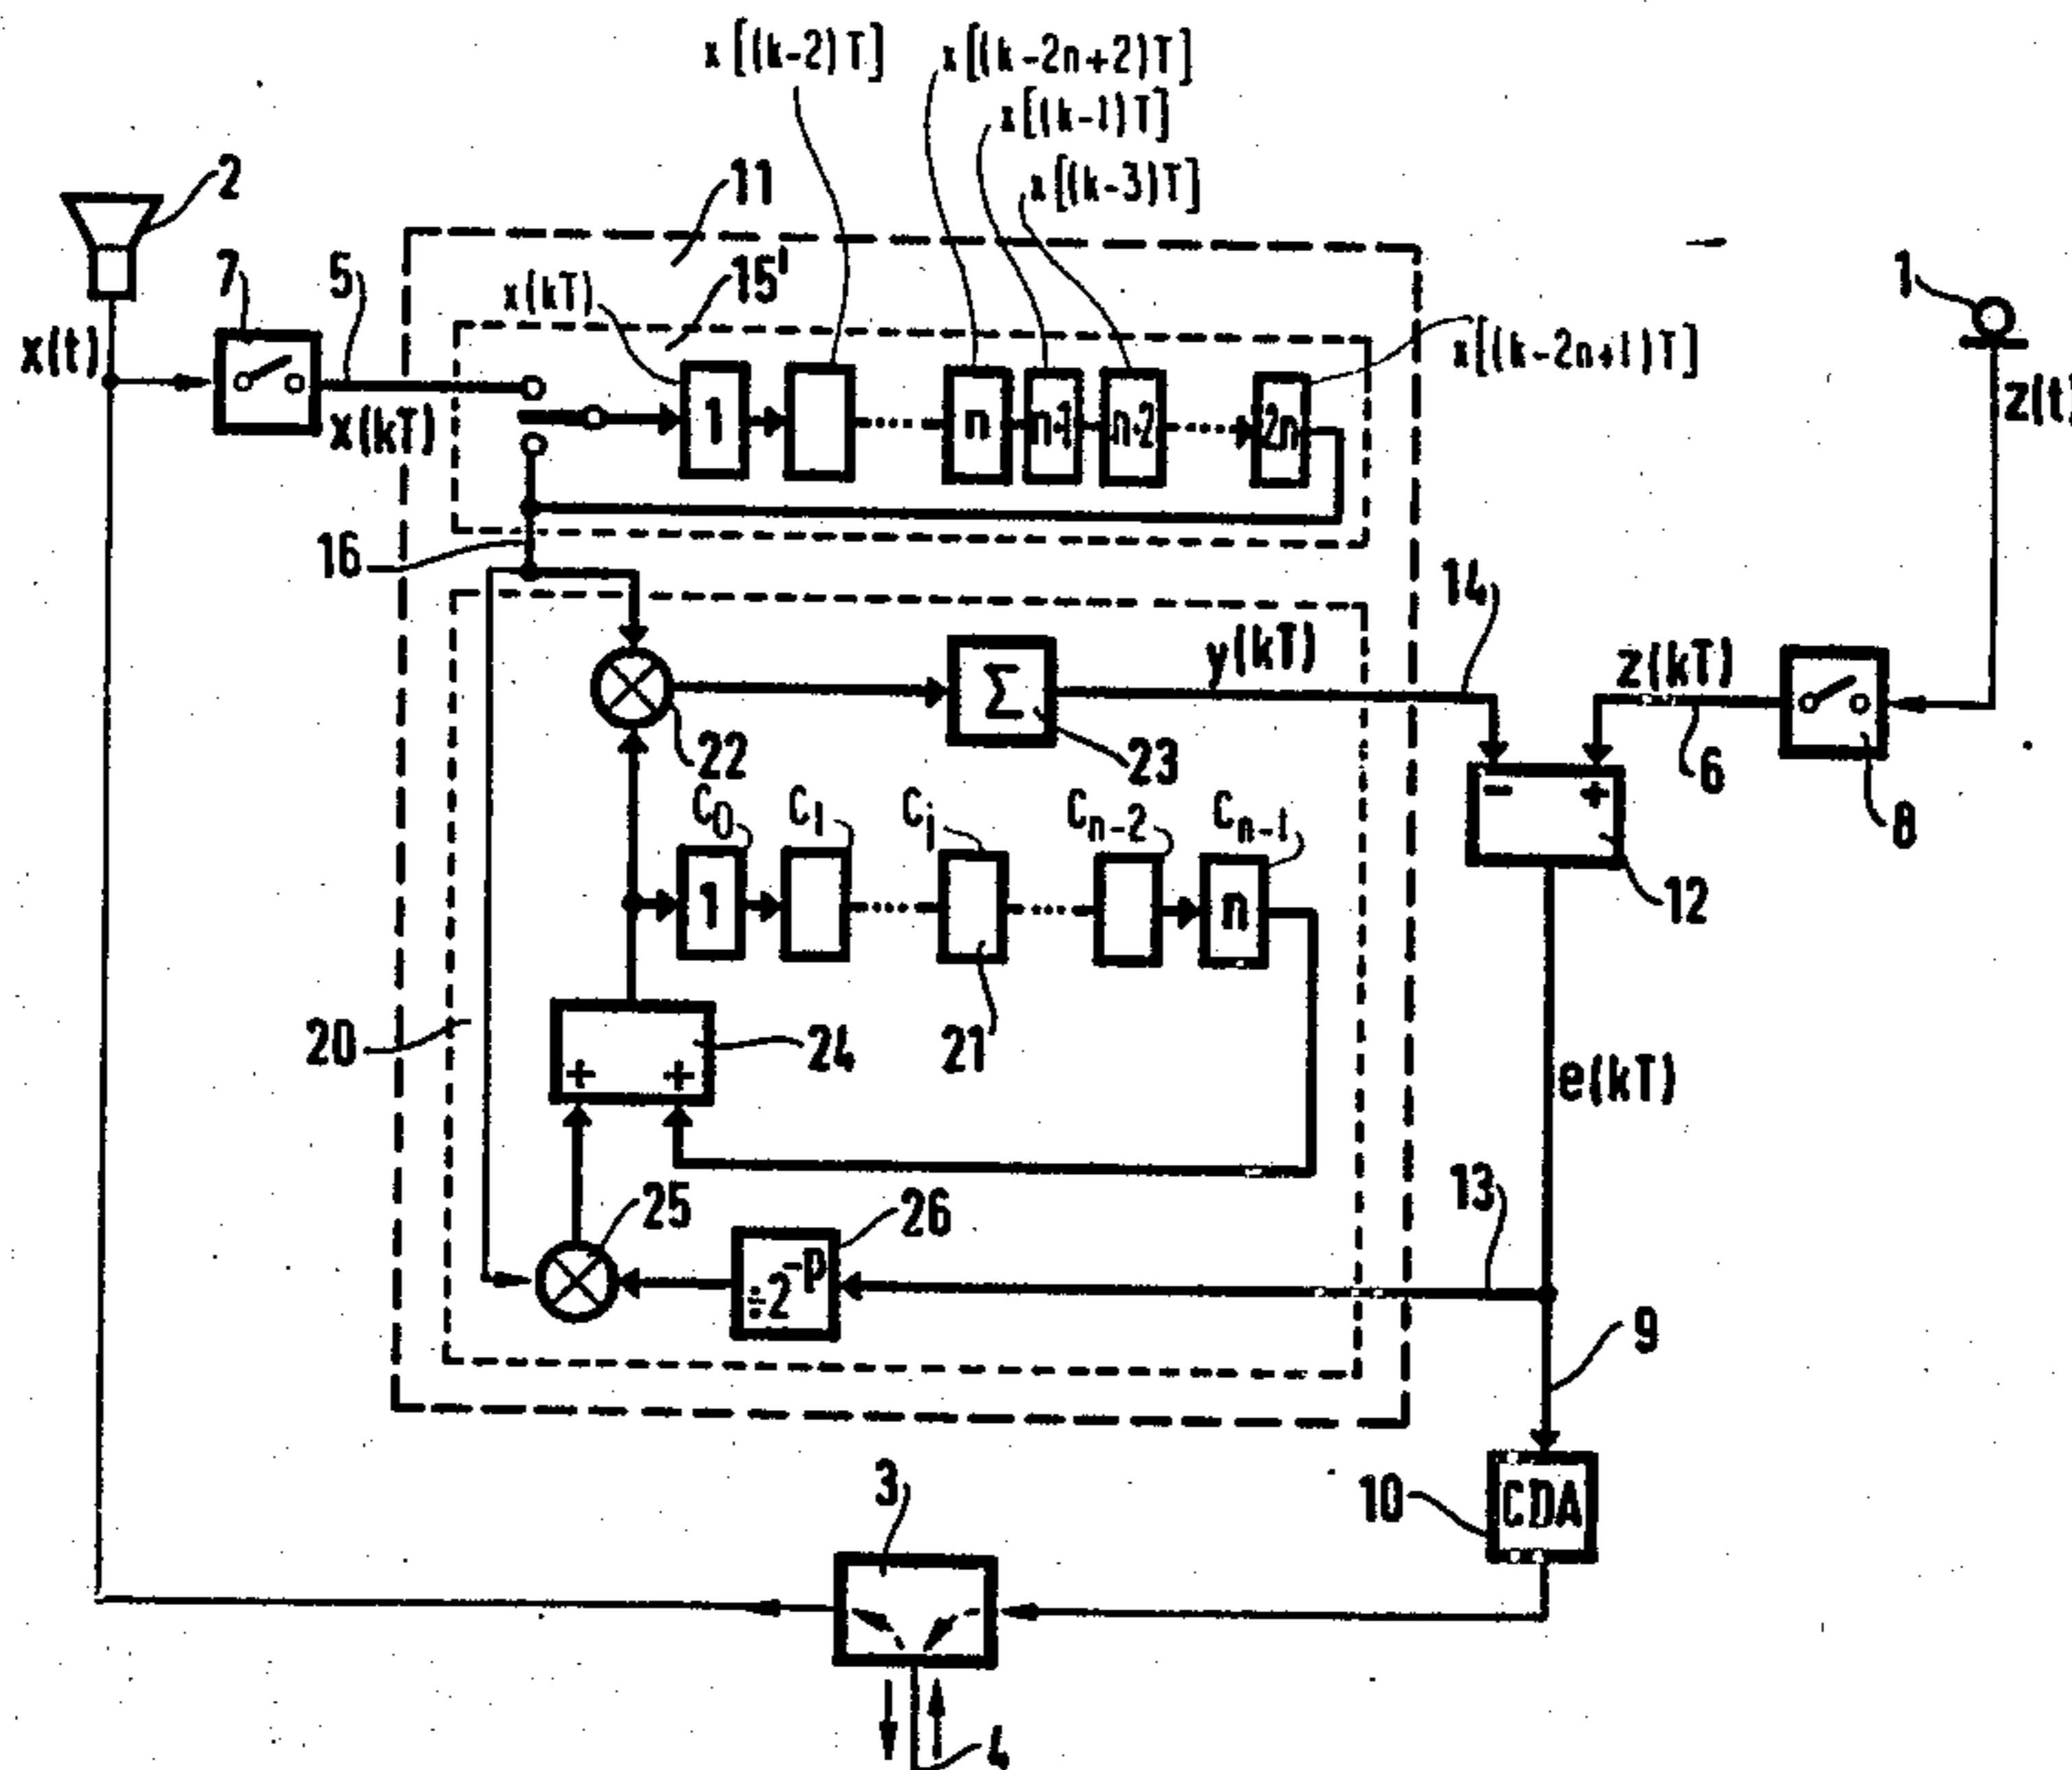 x[(k-2)T]
x[(k-2n+2)T]
x[(k-1)T]
x[(k-3)T]
2
11
7
5
x(kT)
15'
1
x(t)
x(kT)
x[(k-2n+1)T]
z(t)
1
n
n+2
2n
16
14
22
Σ
23
y(kT)
z(kT)
6
8
- +
12
C0
C1
Cj
Cn-2
Cn-1
1
n
20
24
+ +
21
e(kT)
13
25
26
÷2^-p
9
10
CDA
3
4